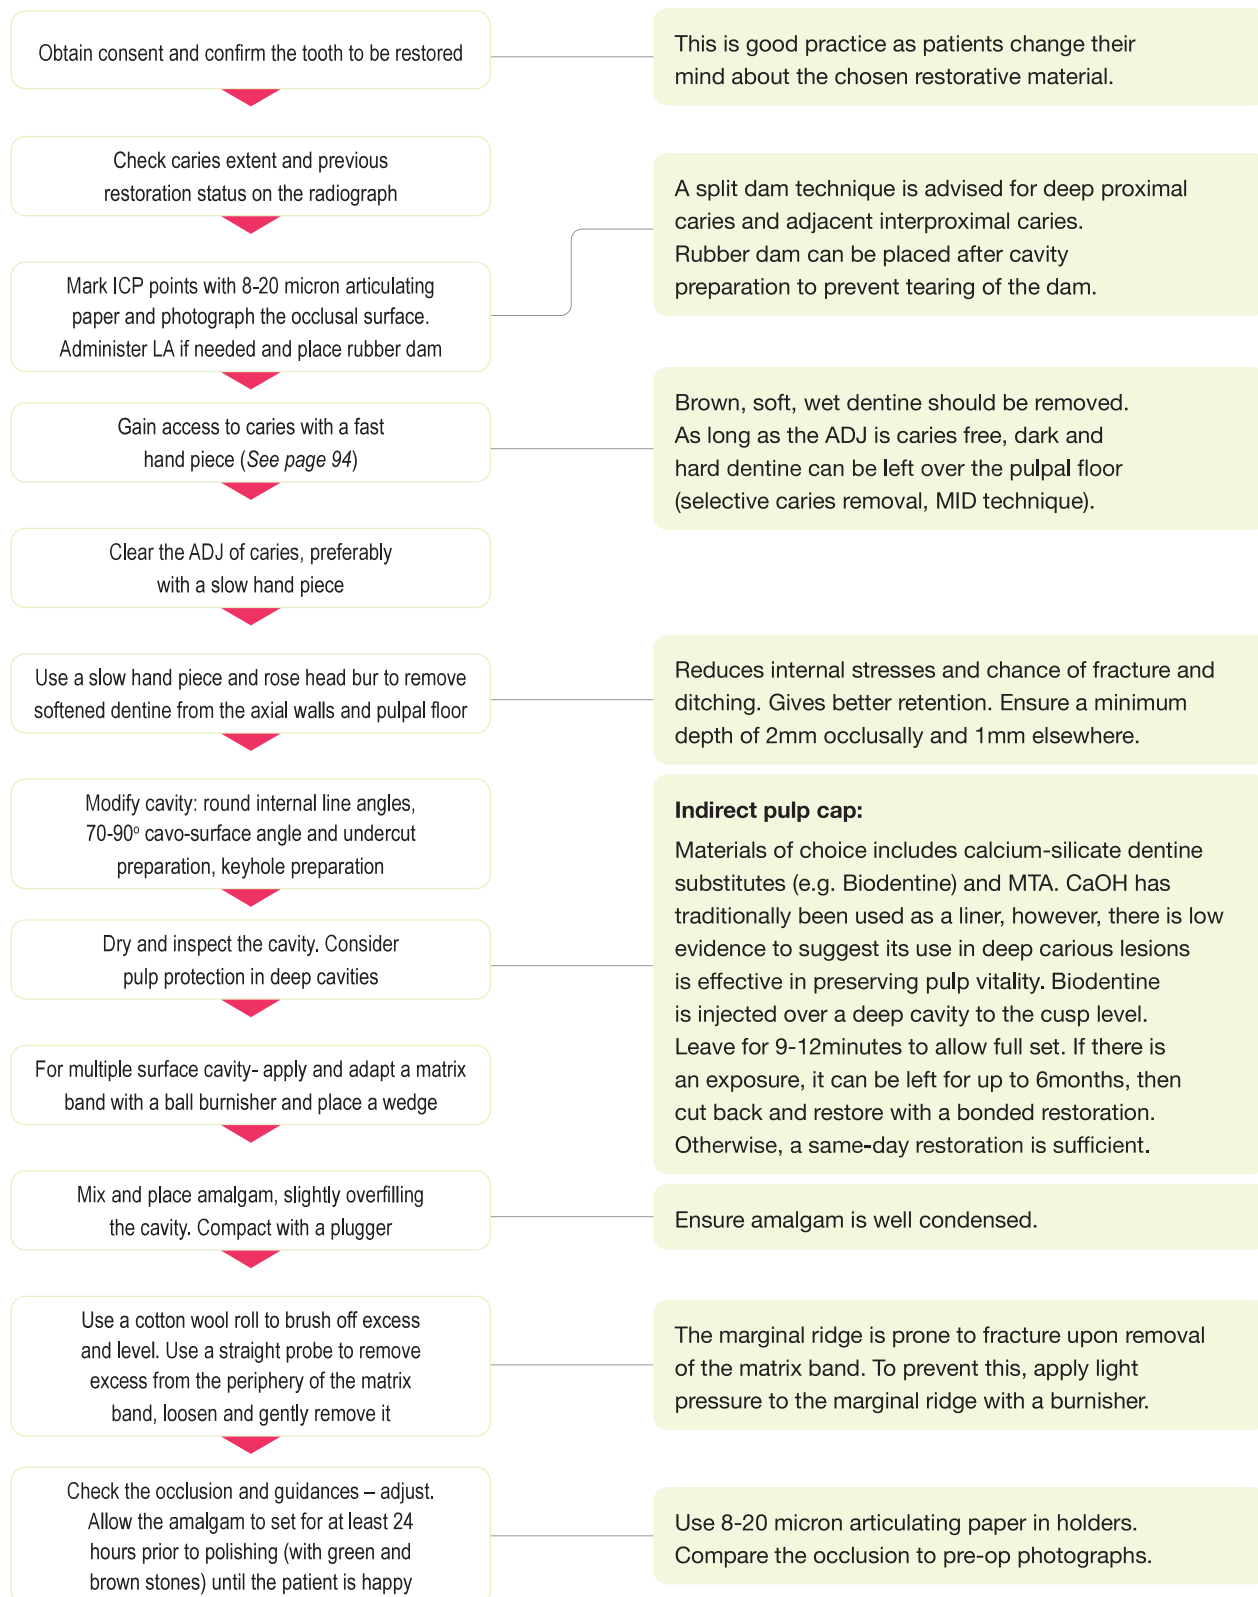 Obtain consent and confirm the tooth to be restored
This is good practice as patients change their
mind about the chosen restorative material.
Check caries extent and previous
restoration status on the radiograph
A split dam technique is advised for deep proximal
caries and adjacent interproximal caries.
Rubber dam can be placed after cavity
preparation to prevent tearing of the dam.
Mark ICP points with 8-20 micron articulating
paper and photograph the occlusal surface.
Administer LA if needed and place rubber dam
Gain access to caries with a fast
hand piece (See page 94)
Brown, soft, wet dentine should be removed.
As long as the ADJ is caries free, dark and
hard dentine can be left over the pulpal floor
(selective caries removal, MID technique).
Clear the ADJ of caries, preferably
with a slow hand piece
Use a slow hand piece and rose head bur to remove
softened dentine from the axial walls and pulpal floor
Reduces internal stresses and chance of fracture and
ditching. Gives better retention. Ensure a minimum
depth of 2mm occlusally and 1mm elsewhere.
Modify cavity: round internal line angles,
70-90º cavo-surface angle and undercut
preparation, keyhole preparation
Dry and inspect the cavity. Consider
pulp protection in deep cavities
Indirect pulp cap:
Materials of choice includes calcium-silicate dentine
substitutes (e.g. Biodentine) and MTA. CaOH has
traditionally been used as a liner, however, there is low
evidence to suggest its use in deep carious lesions
is effective in preserving pulp vitality. Biodentine
is injected over a deep cavity to the cusp level.
Leave for 9-12minutes to allow full set. If there is
an exposure, it can be left for up to 6months, then
cut back and restore with a bonded restoration.
Otherwise, a same-day restoration is sufficient.
For multiple surface cavity- apply and adapt a matrix
band with a ball burnisher and place a wedge
Mix and place amalgam, slightly overfilling
the cavity. Compact with a plugger
Ensure amalgam is well condensed.
Use a cotton wool roll to brush off excess
and level. Use a straight probe to remove
excess from the periphery of the matrix
band, loosen and gently remove it
The marginal ridge is prone to fracture upon removal
of the matrix band. To prevent this, apply light
pressure to the marginal ridge with a burnisher.
Check the occlusion and guidances – adjust.
Allow the amalgam to set for at least 24
hours prior to polishing (with green and
brown stones) until the patient is happy
Use 8-20 micron articulating paper in holders.
Compare the occlusion to pre-op photographs.